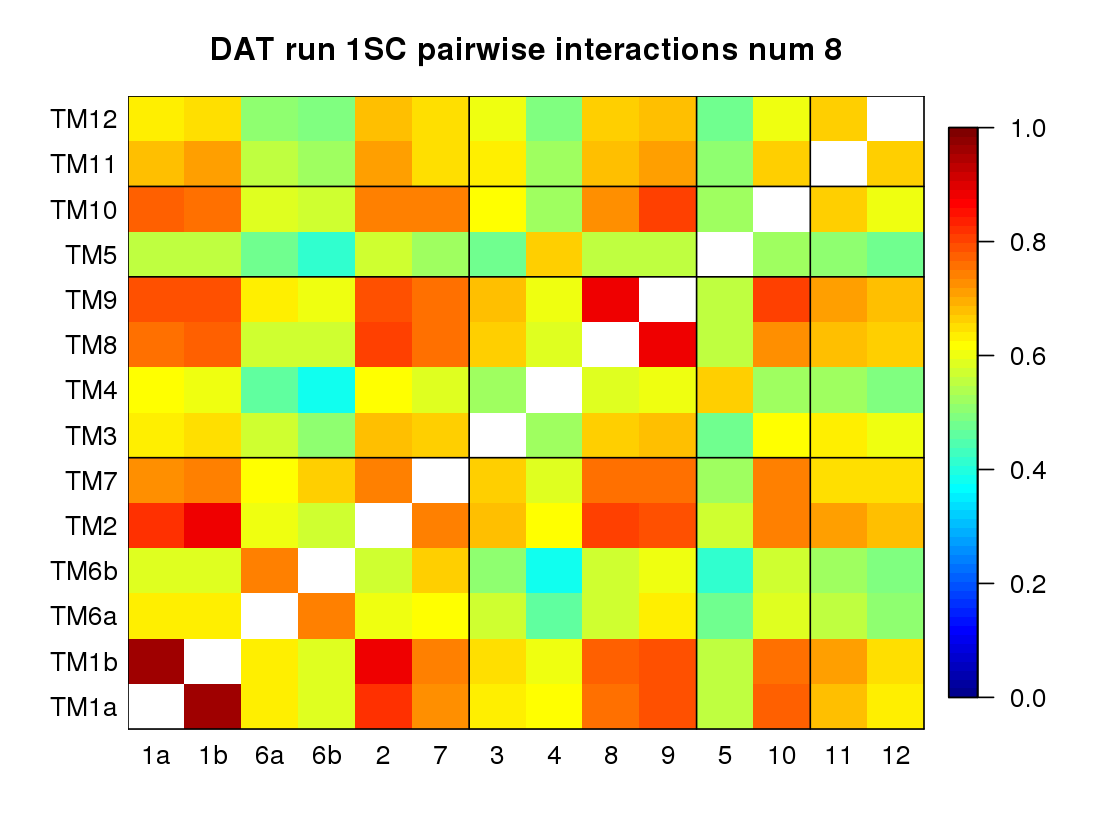 DAT run 1SC pairwise interactions num 8
TM12
TM11
TM10
TM5
TM9
TM8
TM4
TM3
TM7
TM2
TM6b
TM6a
TM1b
TM1a
1a 1b 6a 6b 2 7 3 4 8 9 5 10 11 12
1.0
0.8
0.6
0.4
0.2
0.0